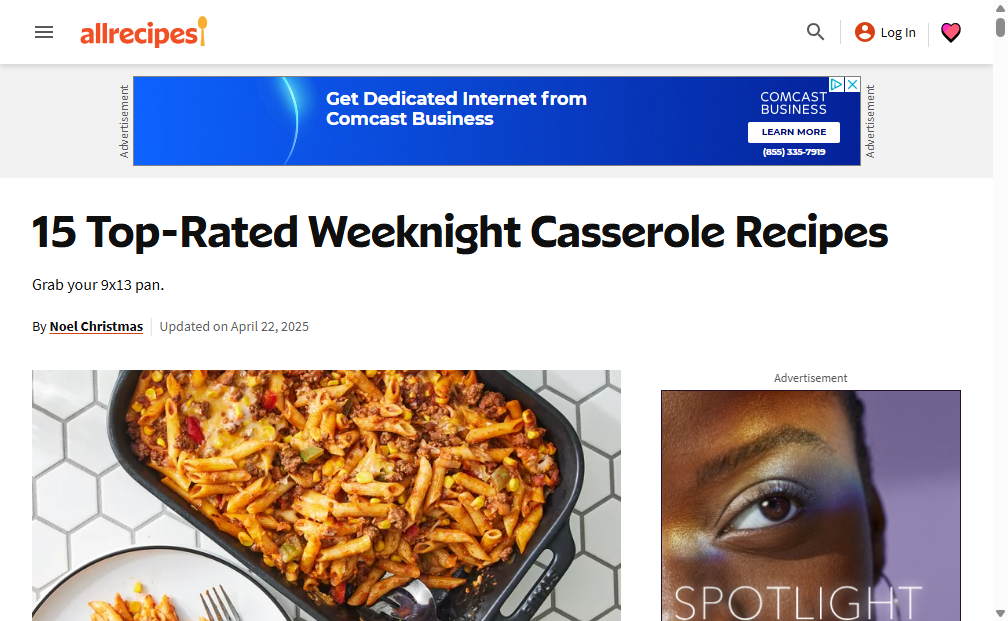 allrecipes
Log In
Advertisement
Get Dedicated Internet from
Comcast Business
COMCAST
BUSINESS
LEARN MORE
(855) 335-7919
Advertisement
15 Top-Rated Weeknight Casserole Recipes
Grab your 9x13 pan.
By Noel Christmas
Updated on April 22, 2025
Advertisement
SPOTLIGHT